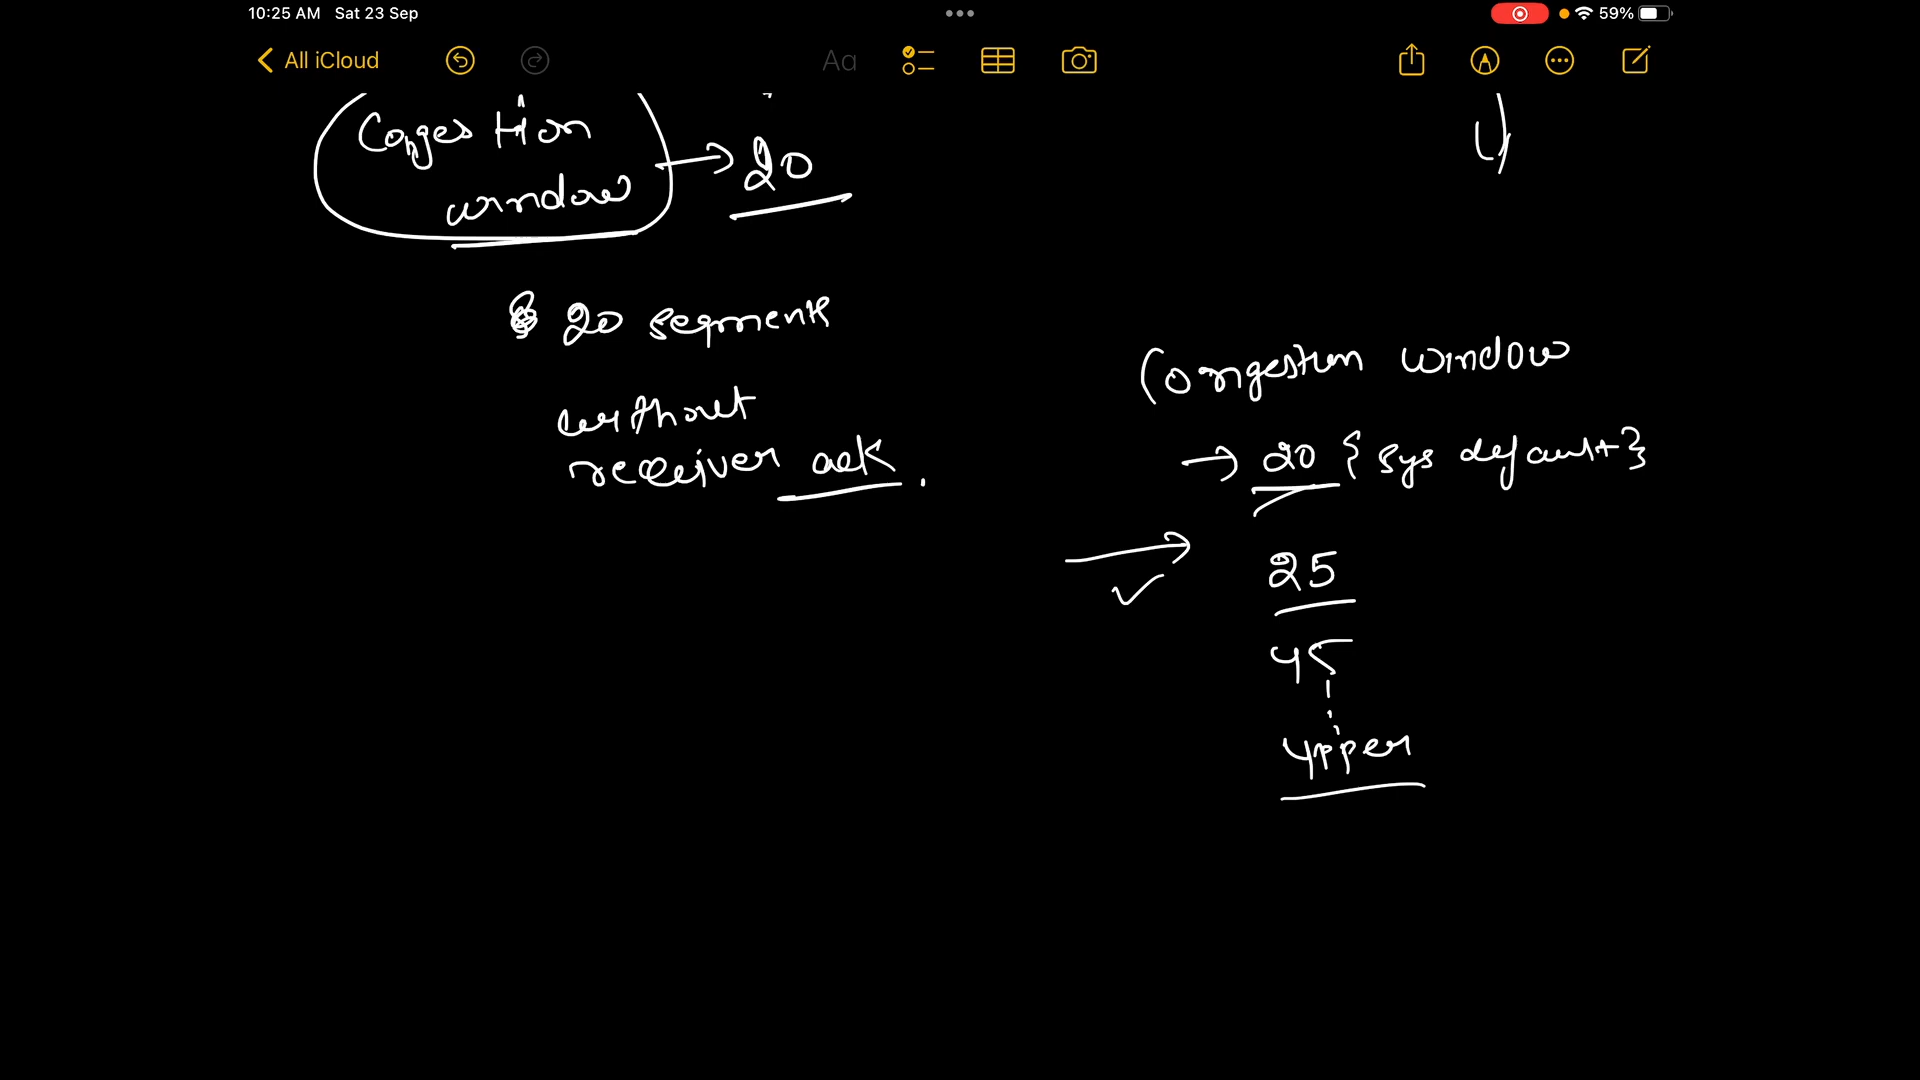 10:25 AM Sat 23 Sep
59%
All iCloud
Aa
Congestion
window → 20
20 segments
without
receiver ack.
Congestion window
→ 20 {sys default}
25
45
upper